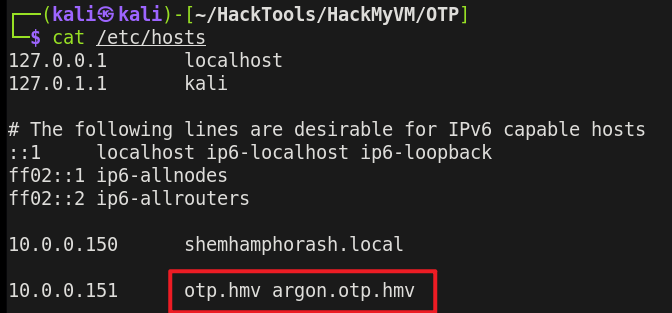 ┌──(kali㉿kali)-[~/HackTools/HackMyVM/OTP]
└─$ cat /etc/hosts
127.0.0.1       localhost
127.0.1.1       kali
# The following lines are desirable for IPv6 capable hosts
::1     localhost ip6-localhost ip6-loopback
ff02::1 ip6-allnodes
ff02::2 ip6-allrouters
10.0.0.150      shemhamphorash.local
10.0.0.151      otp.hmv argon.otp.hmv